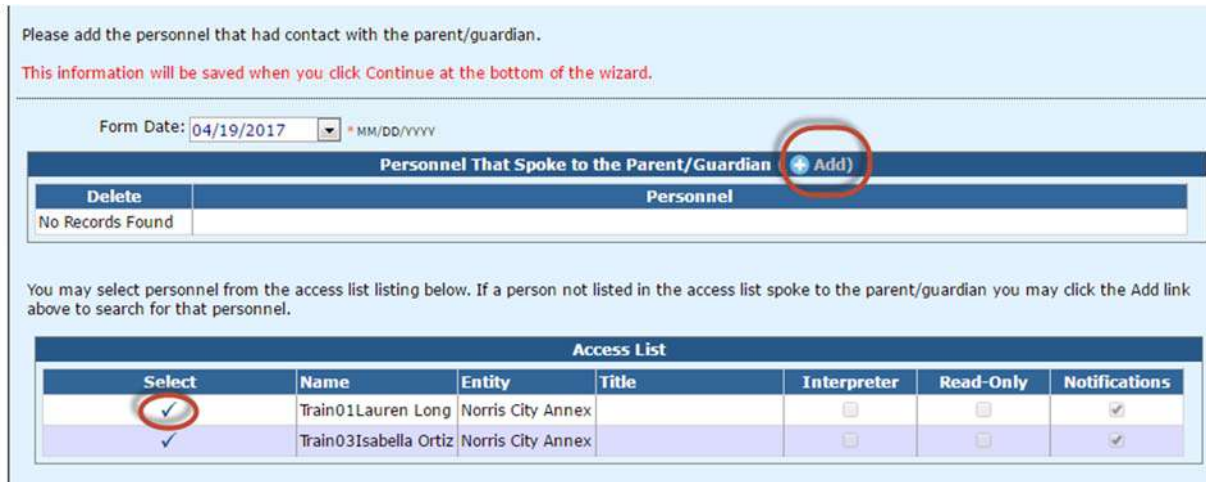 Please add the personnel that had contact with the parent/guardian.
This information will be saved when you click Continue at the bottom of the wizard.
Form Date: 04/19/2017 * MM/DD/YYYY
Personnel That Spoke to the Parent/Guardian ( Add)
Delete Personnel
No Records Found
You may select personnel from the access list listing below. If a person not listed in the access list spoke to the parent/guardian you may click the Add link
above to search for that personnel.
Access List
Select Name Entity Title Interpreter Read-Only Notifications
Train01Lauren Long Norris City Annex
Train03Isabella Ortiz Norris City Annex